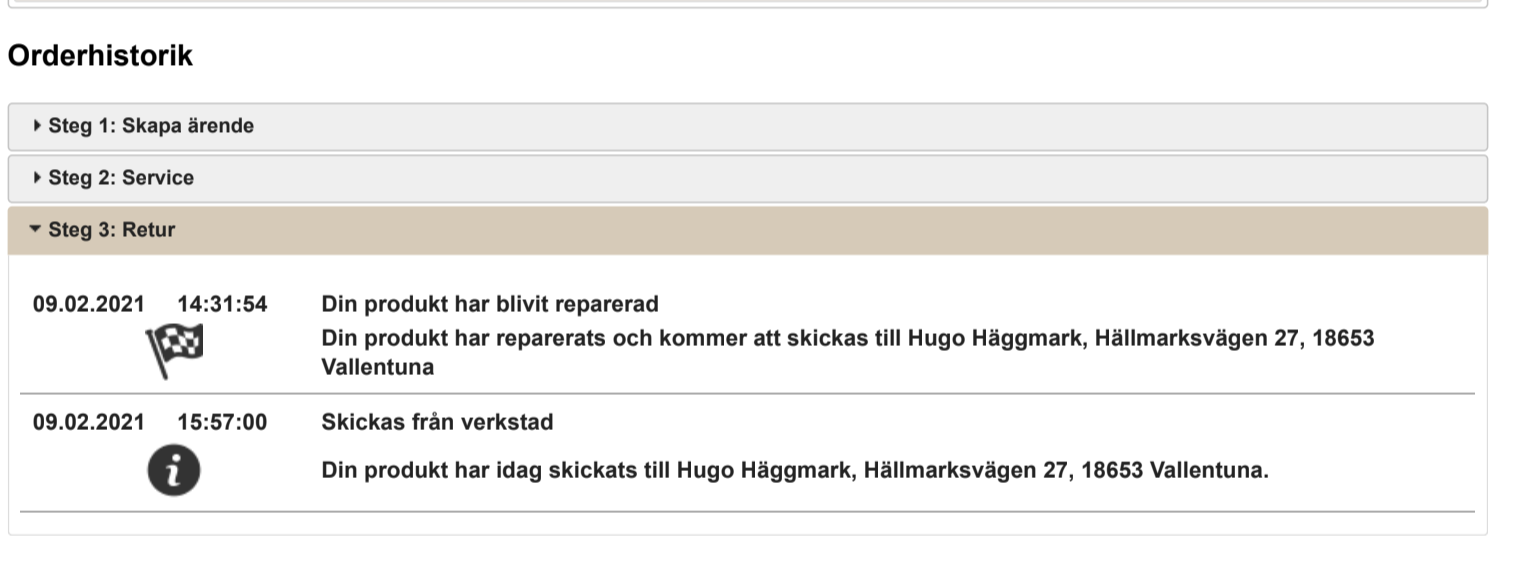 Orderhistorik
Steg 1: Skapa ärende
Steg 2: Service
Steg 3: Retur
09.02.2021 14:31:54 Din produkt har blivit reparerad
Din produkt har reparerats och kommer att skickas till Hugo Häggmark, Hällmarksvägen 27, 18653
Vallentuna
09.02.2021 15:57:00 Skickas från verkstad
Din produkt har idag skickats till Hugo Häggmark, Hällmarksvägen 27, 18653 Vallentuna.